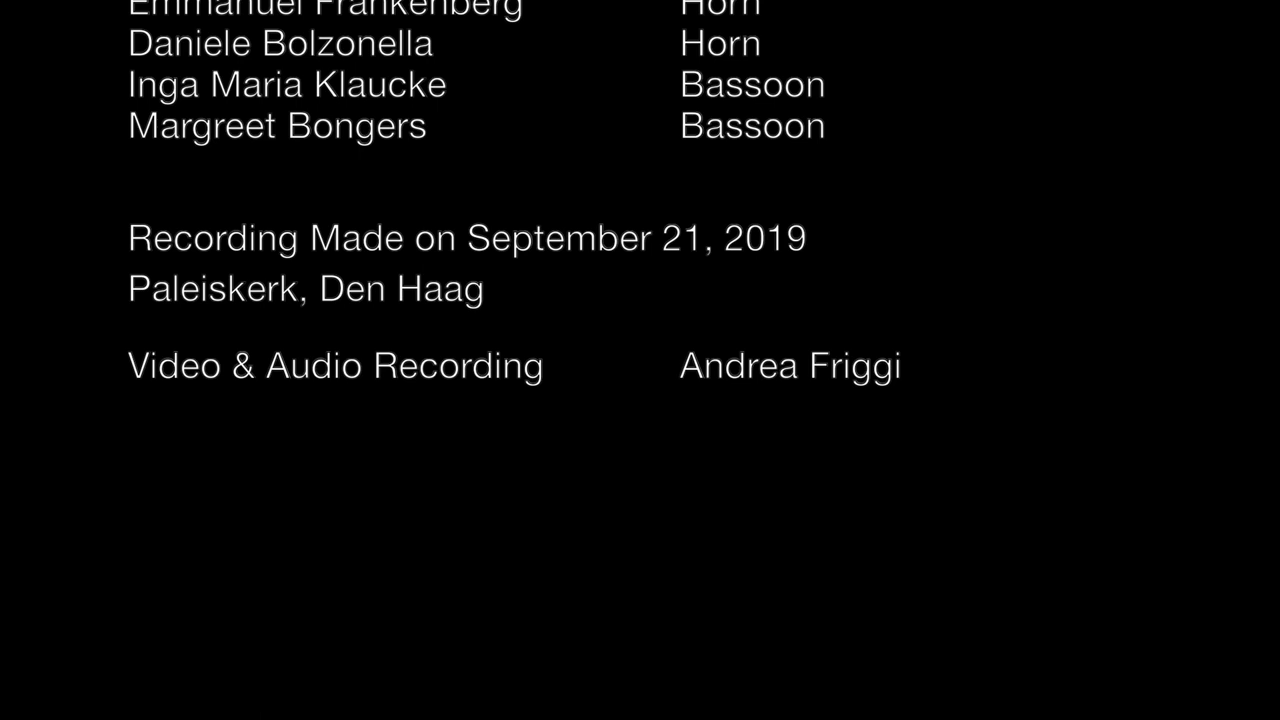 Emmanuel Frankenberg Horn
Daniele Bolzonella Horn
Inga Maria Klaucke Bassoon
Margreet Bongers Bassoon
Recording Made on September 21, 2019
Paleiskerk, Den Haag
Video & Audio Recording Andrea Friggi